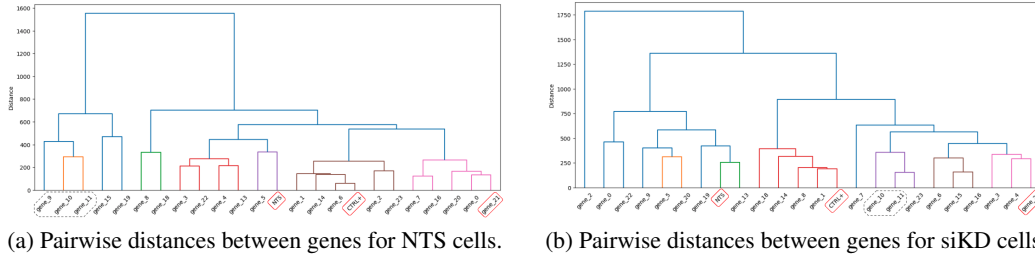 1600
1400
1200
1000
800
600
400
200
0
Distance
gene_9
gene_10
gene_11
gene_15
gene_19
gene_8
gene_18
gene_3
gene_22
gene_4
gene_13
gene_5
NTS
gene_1
gene_14
gene_6
CTRL+
gene_2
gene_23
gene_7
gene_16
gene_20
gene_0
gene_21
(a) Pairwise distances between genes for NTS cells.
1750
1500
1250
1000
750
500
250
0
Distance
gene_2
gene_0
gene_22
gene_9
gene_5
gene_20
gene_19
NTS
gene_13
gene_18
gene_14
gene_8
gene_1
CTRL+
gene_7
gene_10
gene_11
gene_23
gene_6
gene_15
gene_16
gene_3
gene_4
(b) Pairwise distances between genes for siKD cells